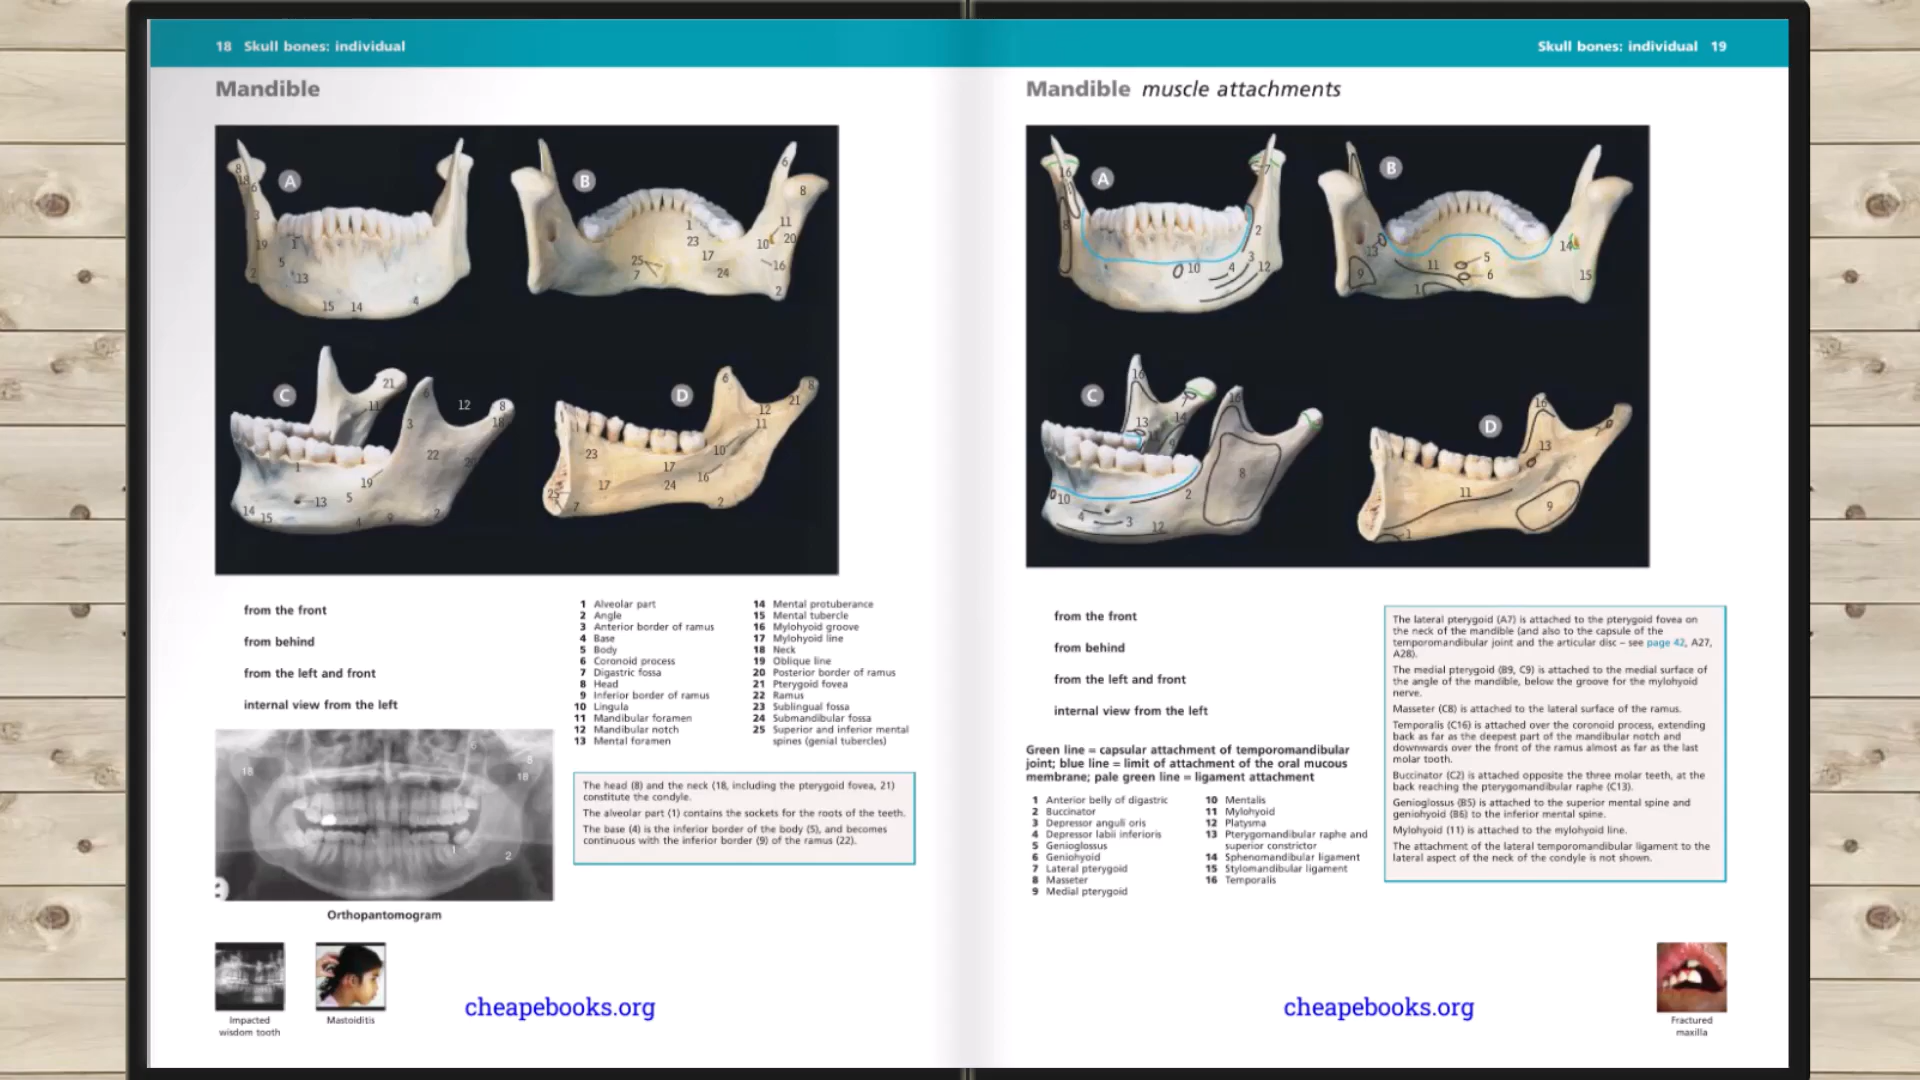 18 Skull bones: individual
Mandible
A
B
C
D
from the front
from behind
from the left and front
internal view from the left
1 Alveolar part
2 Angle
3 Anterior border of ramus
4 Base
5 Body
6 Coronoid process
7 Digastric fossa
8 Head
9 Inferior border of ramus
10 Lingula
11 Mandibular foramen
12 Mandibular notch
13 Mental foramen
14 Mental protuberance
15 Mental tubercle
16 Mylohyoid groove
17 Mylohyoid line
18 Neck
19 Oblique line
20 Posterior border of ramus
21 Pterygoid fovea
22 Ramus
23 Sublingual fossa
24 Submandibular fossa
25 Superior and inferior mental
spines (genial tubercles)
The head (8) and the neck (18, including the pterygoid fovea, 21)
constitute the condyle.
The alveolar part (1) contains the sockets for the roots of the teeth.
The base (4) is the inferior border of the body (5), and becomes
continuous with the inferior border (9) of the ramus (22).
Orthopantomogram
Impacted
wisdom tooth
Mastoiditis
cheapebooks.org
Skull bones: individual 19
Mandible muscle attachments
A
B
C
D
from the front
from behind
from the left and front
internal view from the left
Green line = capsular attachment of temporomandibular
joint; blue line = limit of attachment of the oral mucous
membrane; pale green line = ligament attachment
1 Anterior belly of digastric
2 Buccinator
3 Depressor anguli oris
4 Depressor labii inferioris
5 Genioglossus
6 Geniohyoid
7 Lateral pterygoid
8 Masseter
9 Medial pterygoid
10 Mentalis
11 Mylohyoid
12 Platysma
13 Pterygomandibular raphe and
superior constrictor
14 Sphenomandibular ligament
15 Stylomandibular ligament
16 Temporalis
The lateral pterygoid (A7) is attached to the pterygoid fovea on
the neck of the mandible (and also to the capsule of the
temporomandibular joint and the articular disc – see page 42, A27,
A28).
The medial pterygoid (B9, C9) is attached to the medial surface of
the angle of the mandible, below the groove for the mylohyoid
nerve.
Masseter (C8) is attached to the lateral surface of the ramus.
Temporalis (C16) is attached over the coronoid process, extending
back as far as the deepest part of the mandibular notch and
downwards over the front of the ramus almost as far as the last
molar tooth.
Buccinator (C2) is attached opposite the three molar teeth, at the
back reaching the pterygomandibular raphe (C13).
Genioglossus (B5) is attached to the superior mental spine and
geniohyoid (B6) to the inferior mental spine.
Mylohyoid (11) is attached to the mylohyoid line.
The attachment of the lateral temporomandibular ligament to the
lateral aspect of the neck of the condyle is not shown.
cheapebooks.org
Fractured
maxilla